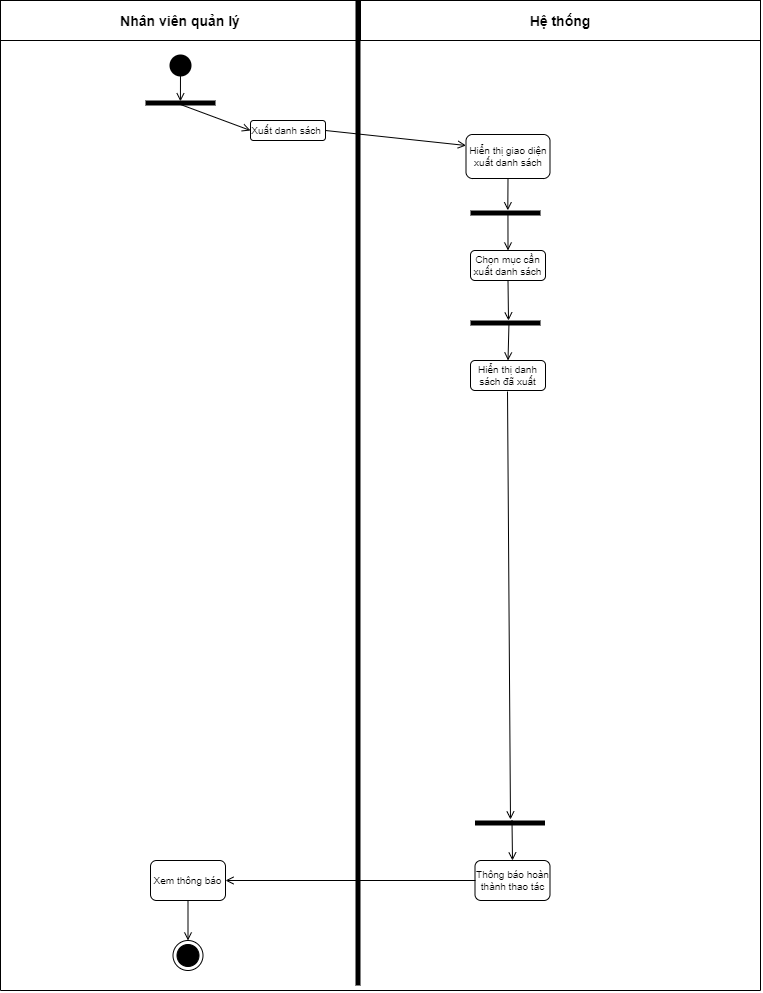 Nhân viên quản lý
Hệ thống
Xuất danh sách
Hiển thị giao diện
xuất danh sách
Chọn mục cần
xuất danh sách
Hiển thị danh
sách đã xuất
Thông báo hoàn
thành thao tác
Xem thông báo